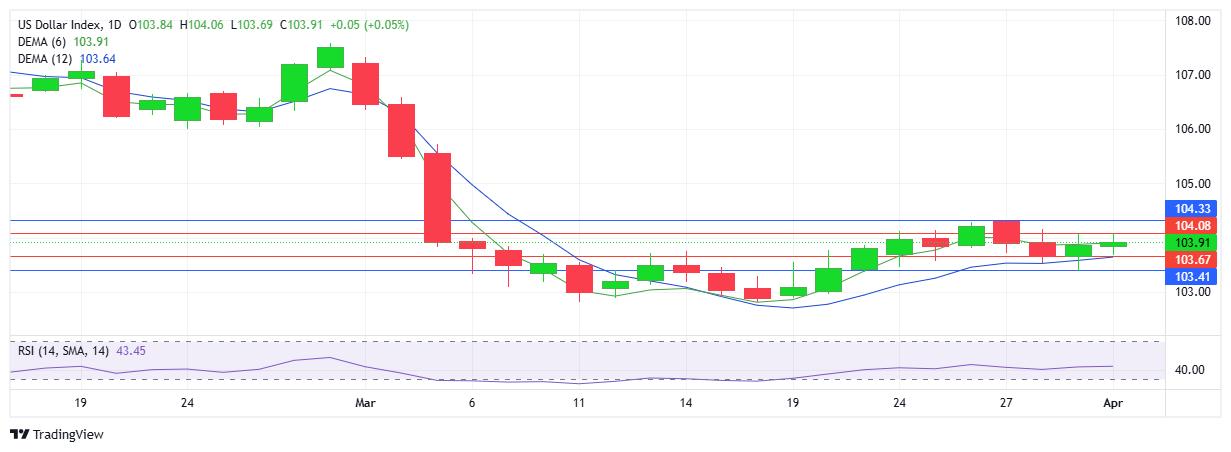 US Dollar Index, 1D O103.84 H104.06 L103.69 C103.91 +0.05 (+0.05%)
DEMA (6) 103.91
DEMA (12) 103.64
108.00
107.00
106.00
105.00
104.33
104.08
103.91
103.67
103.41
103.00
RSI (14, SMA, 14) 43.45
40.00
19 24 Mar 6 11 14 19 24 27 Apr
TradingView